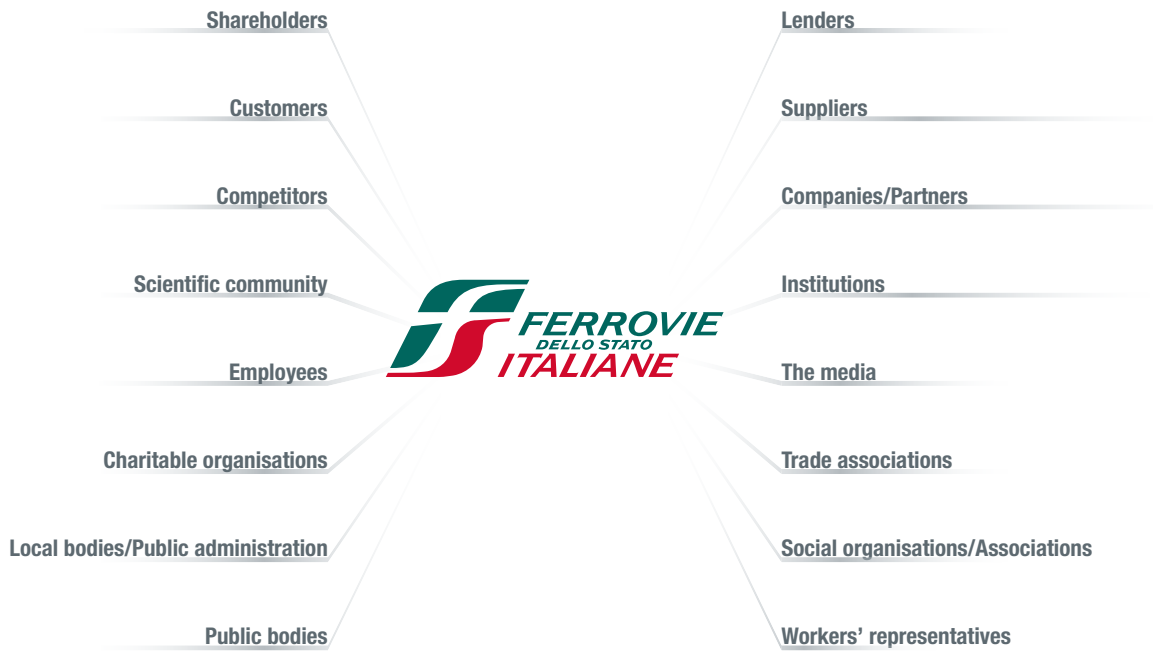 Shareholders
Customers
Competitors
Scientific community
Employees
Charitable organisations
Local bodies/Public administration
Public bodies
FERROVIE
DELLO STATO
ITALIANE
Lenders
Suppliers
Companies/Partners
Institutions
The media
Trade associations
Social organisations/Associations
Workers’ representatives